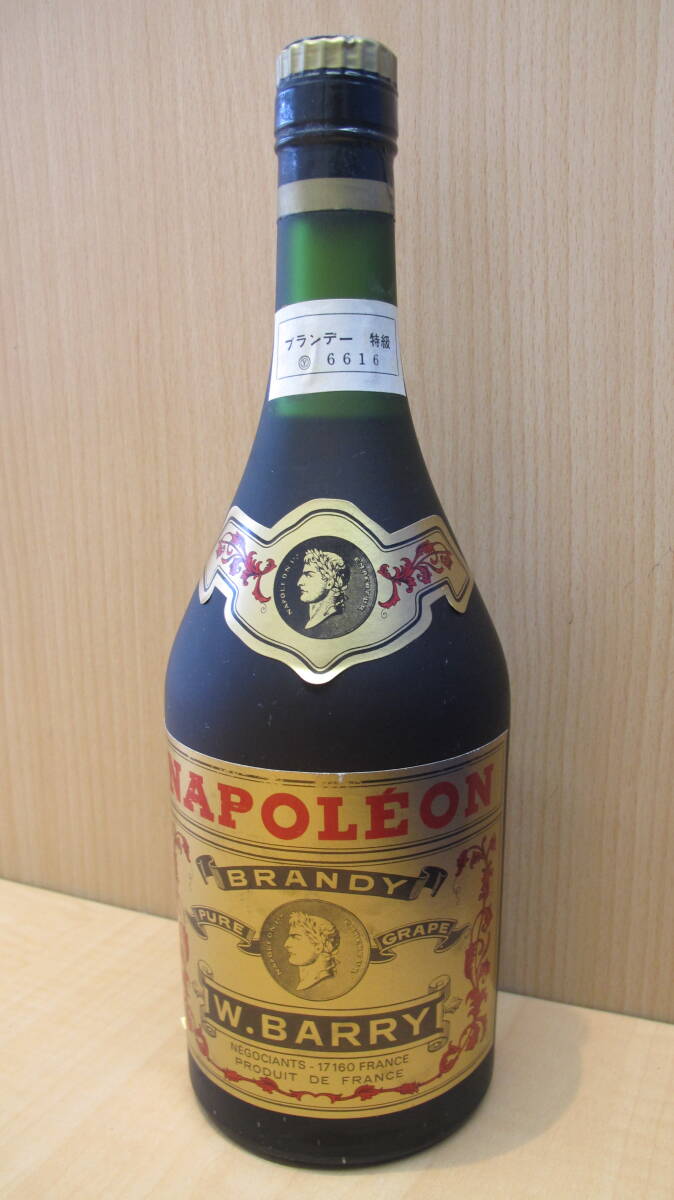 ブランデー 特級
Ⓨ 6616
NAPOLÉON
BRANDY
PURE GRAPE
W. BARRY
NÉGOCIANTS - 17160 FRANCE
PRODUIT DE FRANCE